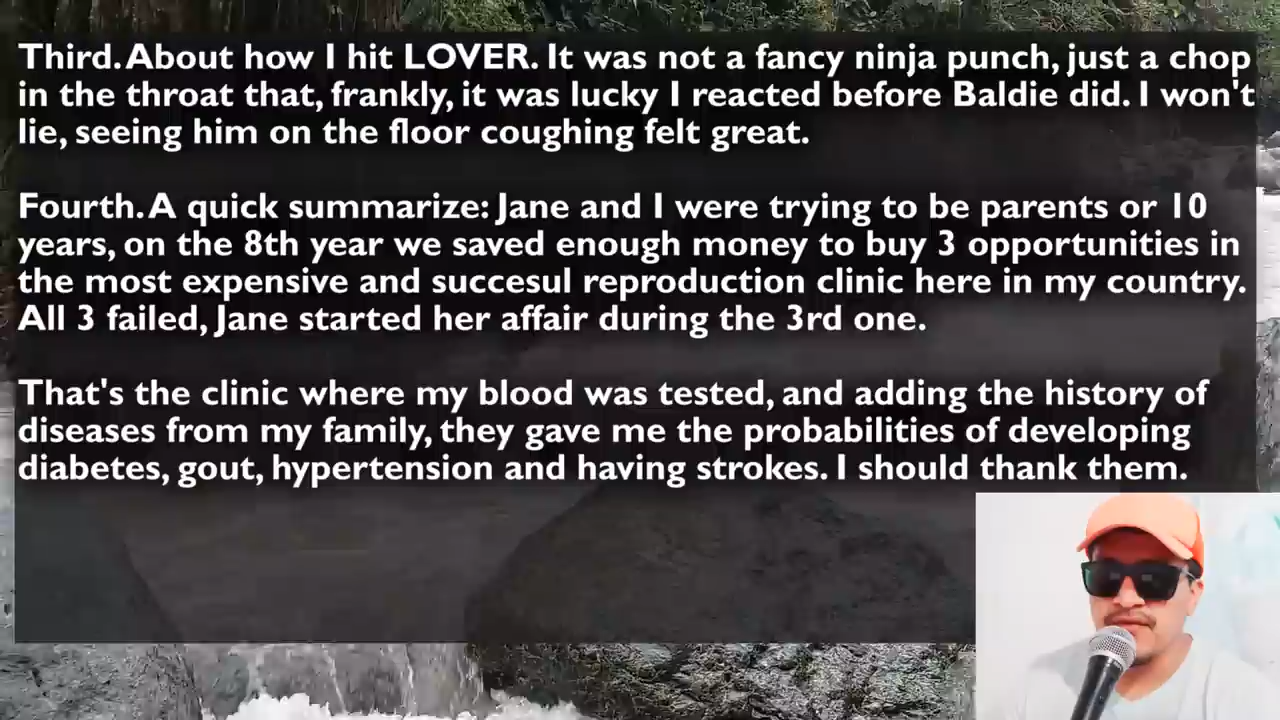 Third. About how I hit LOVER. It was not a fancy ninja punch, just a chop
in the throat that, frankly, it was lucky I reacted before Baldie did. I won't
lie, seeing him on the floor coughing felt great.
Fourth. A quick summarize: Jane and I were trying to be parents or 10
years, on the 8th year we saved enough money to buy 3 opportunities in
the most expensive and succesul reproduction clinic here in my country.
All 3 failed, Jane started her affair during the 3rd one.
That's the clinic where my blood was tested, and adding the history of
diseases from my family, they gave me the probabilities of developing
diabetes, gout, hypertension and having strokes. I should thank them.